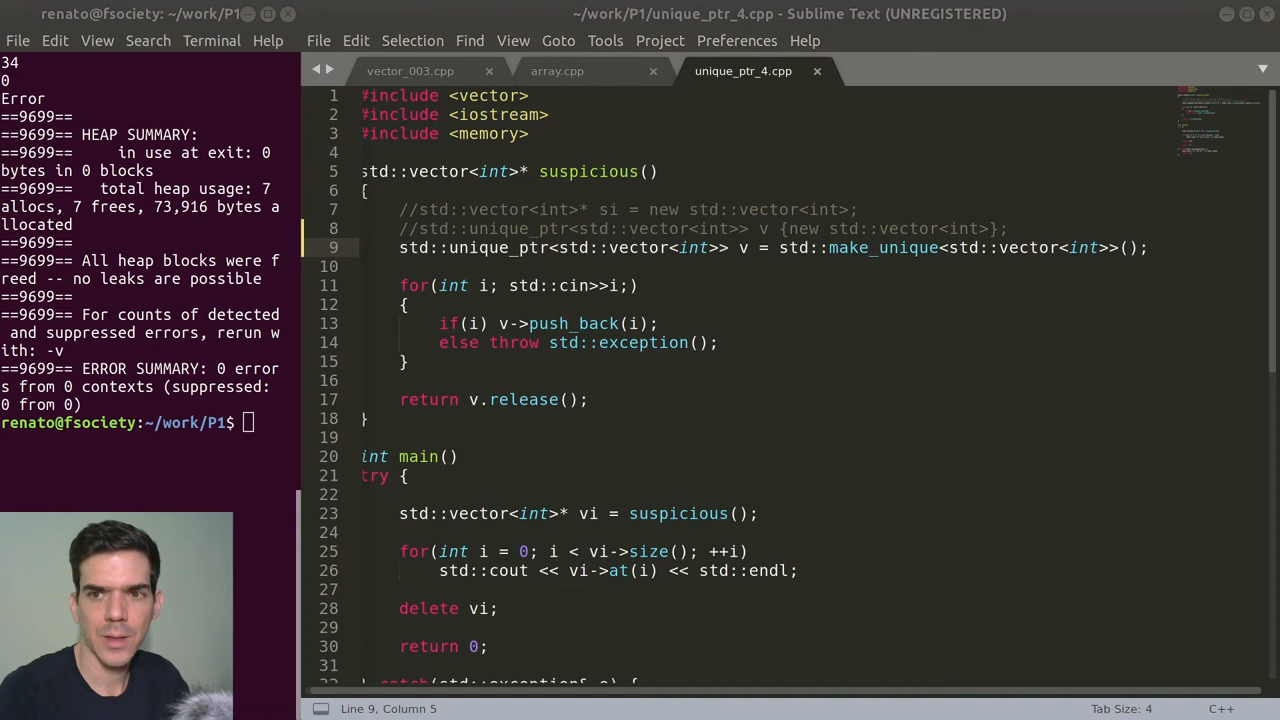 renato@fsociety: ~/work/P1
File Edit View Search Terminal Help
34
0
Error
==9699==
==9699== HEAP SUMMARY:
==9699==     in use at exit: 0
bytes in 0 blocks
==9699==   total heap usage: 7
allocs, 7 frees, 73,916 bytes a
llocated
==9699==
==9699== All heap blocks were f
reed -- no leaks are possible
==9699==
==9699== For counts of detected
 and suppressed errors, rerun w
ith: -v
==9699== ERROR SUMMARY: 0 error
s from 0 contexts (suppressed:
0 from 0)
renato@fsociety:~/work/P1$
~/work/P1/unique_ptr_4.cpp - Sublime Text (UNREGISTERED)
File Edit Selection Find View Goto Tools Project Preferences Help
vector_003.cpp array.cpp unique_ptr_4.cpp
1 #include <vector>
2 #include <iostream>
3 #include <memory>
4
5 std::vector<int>* suspicious()
6 {
7     //std::vector<int>* si = new std::vector<int>;
8     //std::unique_ptr<std::vector<int>> v {new std::vector<int>};
9     std::unique_ptr<std::vector<int>> v = std::make_unique<std::vector<int>>();
10
11     for(int i; std::cin>>i;)
12     {
13         if(i) v->push_back(i);
14         else throw std::exception();
15     }
16
17     return v.release();
18 }
19
20 int main()
21 try {
22
23     std::vector<int>* vi = suspicious();
24
25     for(int i = 0; i < vi->size(); ++i)
26         std::cout << vi->at(i) << std::endl;
27
28     delete vi;
29
30     return 0;
31
32 } catch(std::exception& e) {
Line 9, Column 5 Tab Size: 4 C++